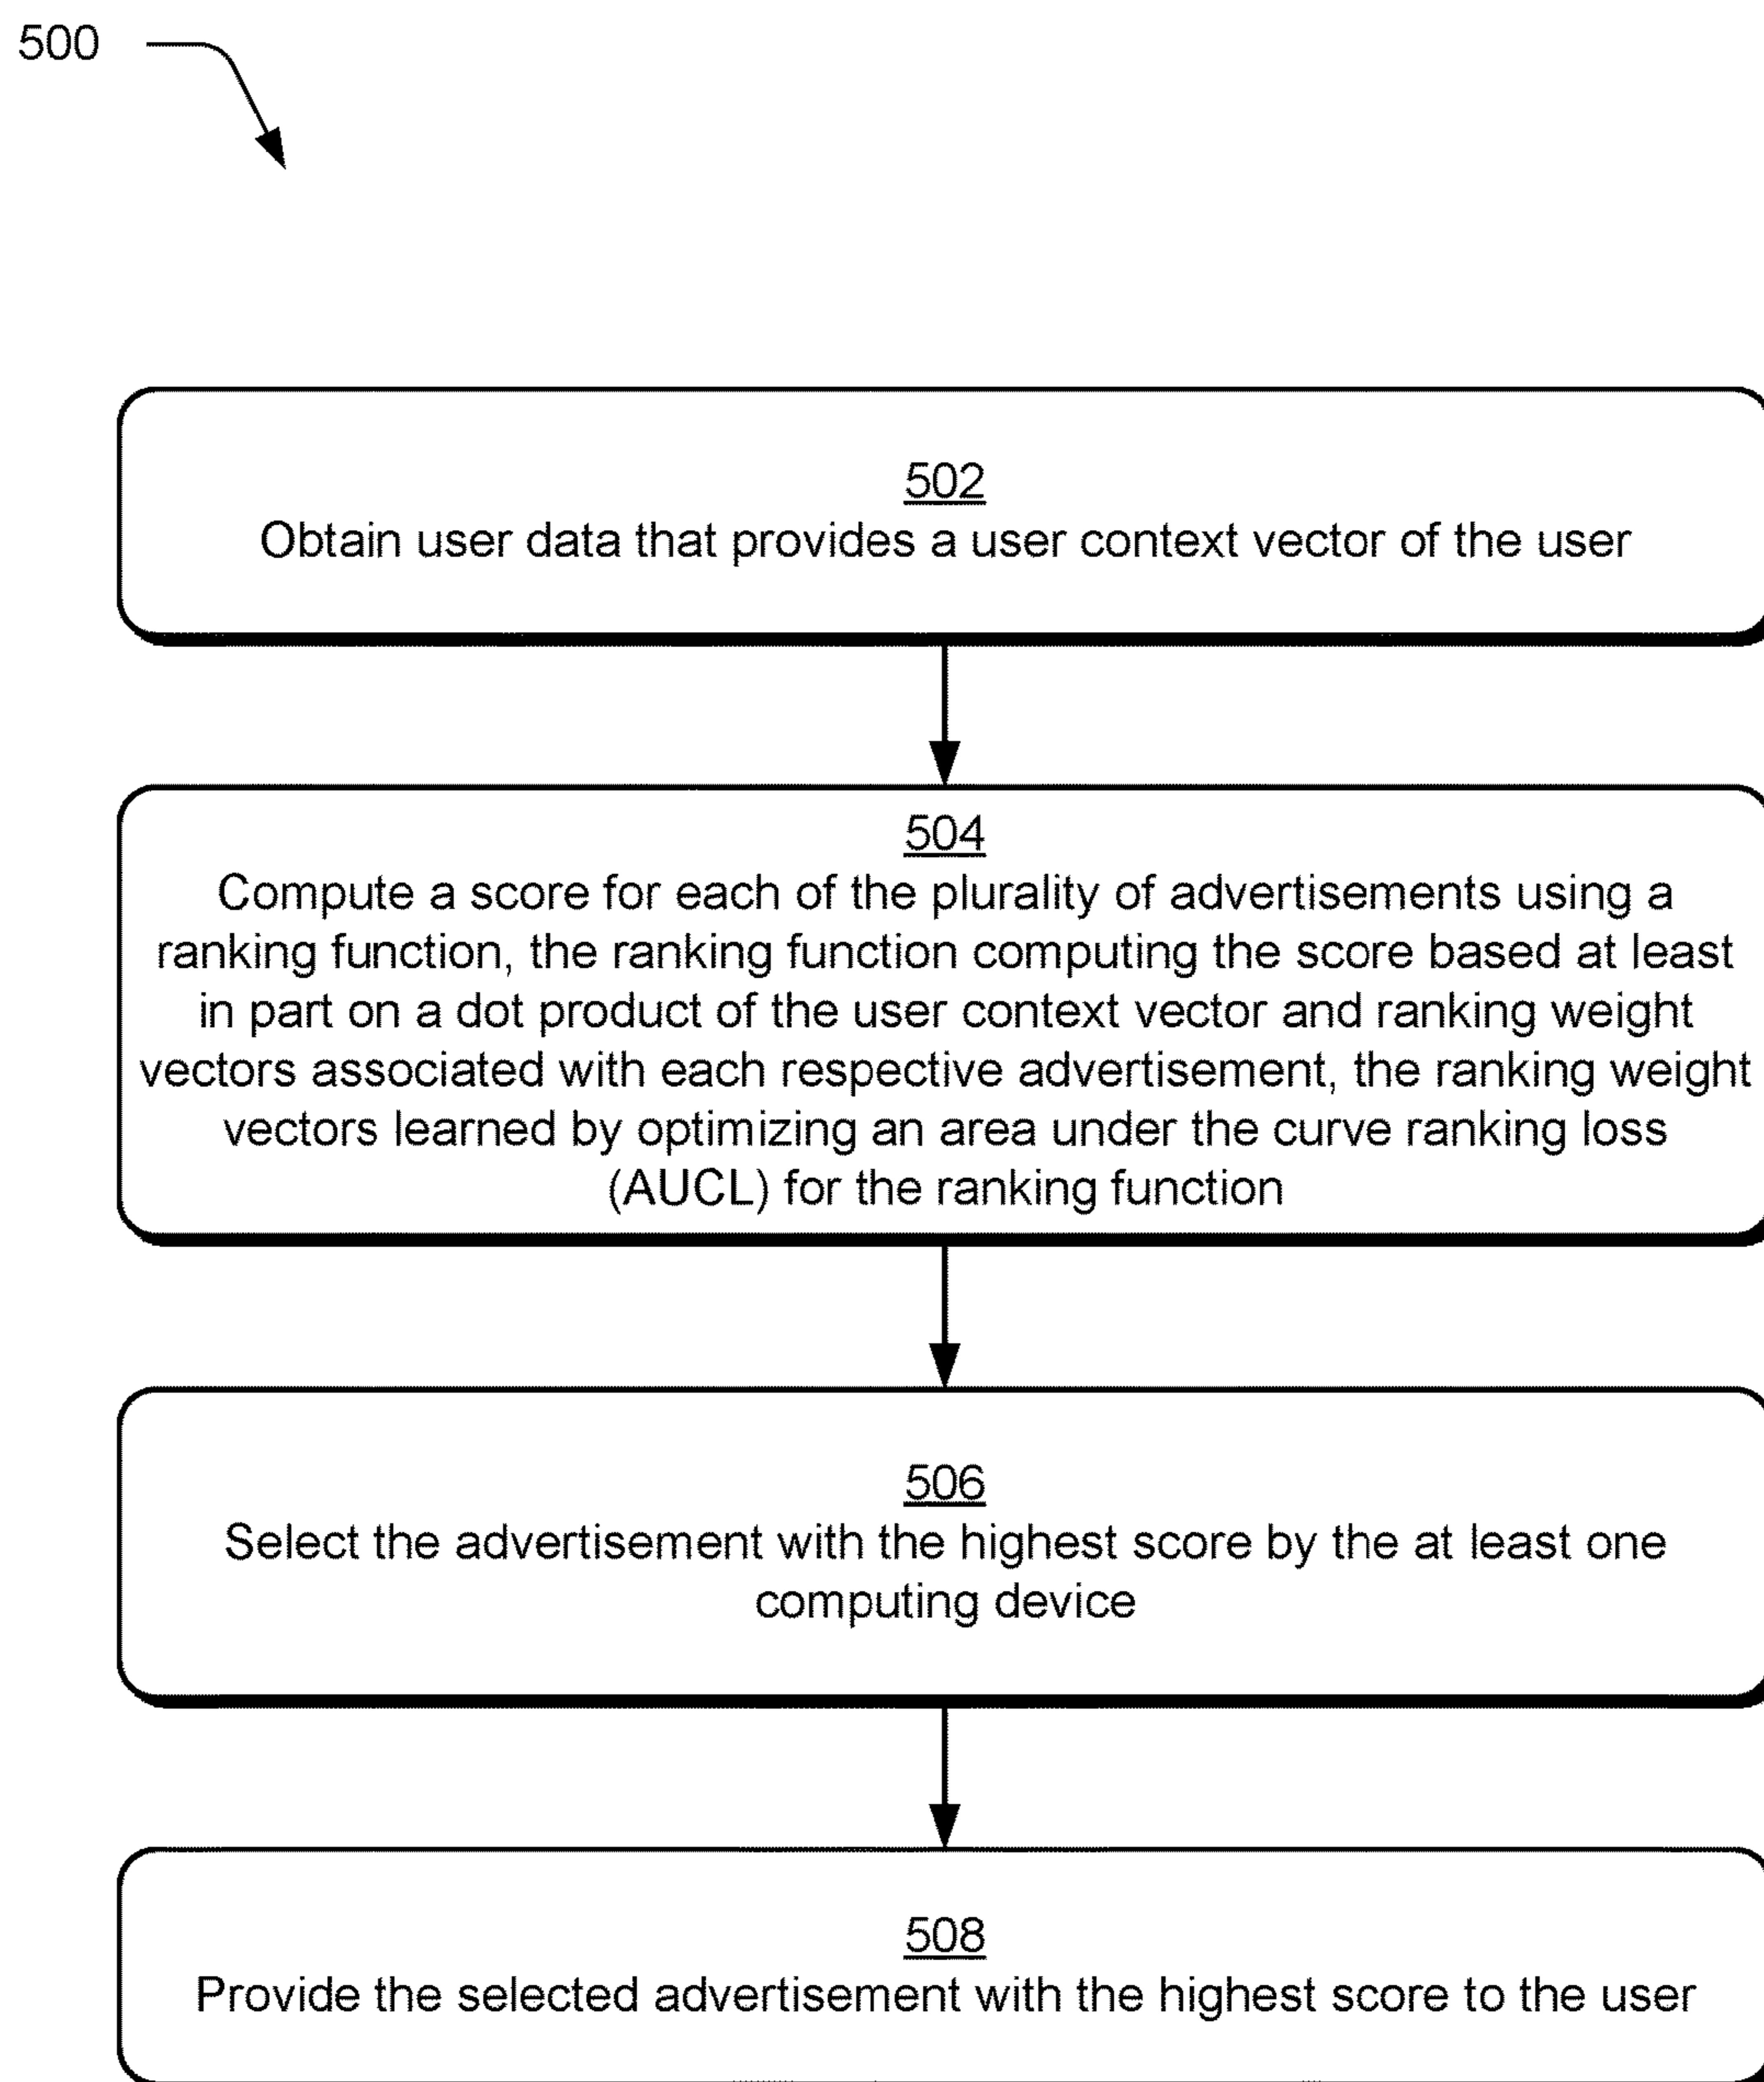 500
502
Obtain user data that provides a user context vector of the user
504
Compute a score for each of the plurality of advertisements using a
ranking function, the ranking function computing the score based at least
in part on a dot product of the user context vector and ranking weight
vectors associated with each respective advertisement, the ranking weight
vectors learned by optimizing an area under the curve ranking loss
(AUCL) for the ranking function
506
Select the advertisement with the highest score by the at least one
computing device
508
Provide the selected advertisement with the highest score to the user